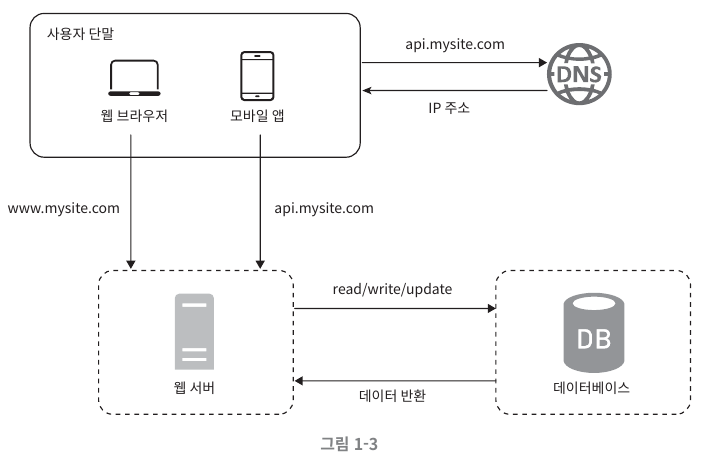 사용자 단말
웹 브라우저
모바일 앱
api.mysite.com
DNS
IP 주소
www.mysite.com
api.mysite.com
웹 서버
read/write/update
데이터 반환
DB
데이터베이스
그림 1-3